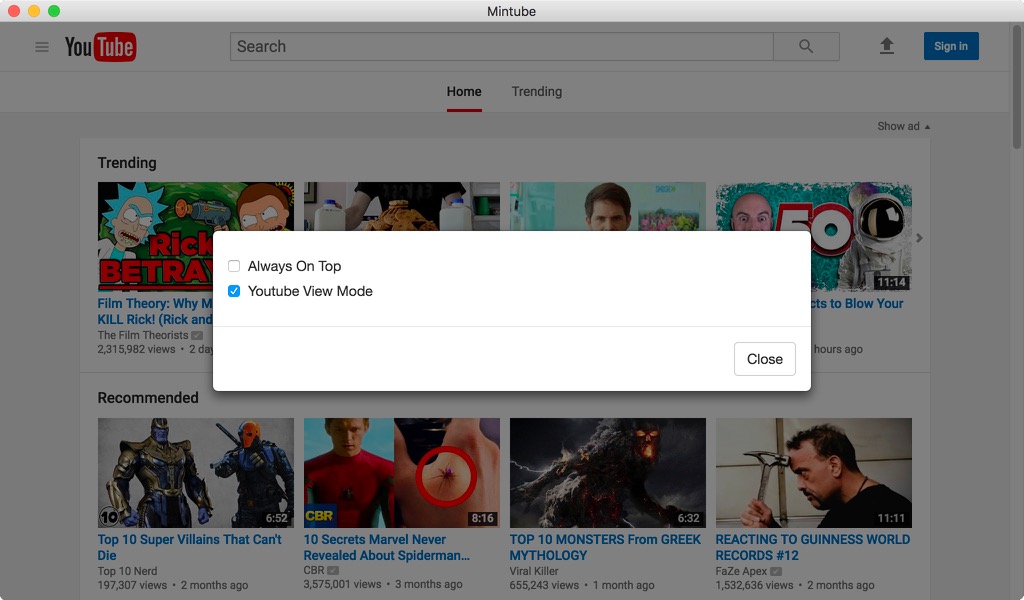 Mintube
YouTube
Search
Sign in
Home Trending
Show ad
Trending
Rick
BETRA
50
11:14
Film Theory: Why M
KILL Rick! (Rick and
The Film Theorists
2,315,982 views • 2 day
cts to Blow Your
hours ago
Always On Top
Youtube View Mode
Close
Recommended
10
6:52
CBR
8:16
6:32
11:11
Top 10 Super Villains That Can't
Die
Top 10 Nerd
197,307 views • 2 months ago
10 Secrets Marvel Never
Revealed About Spiderman...
CBR
3,575,001 views • 3 months ago
TOP 10 MONSTERS From GREEK
MYTHOLOGY
Viral Killer
655,243 views • 1 month ago
REACTING TO GUINNESS WORLD
RECORDS #12
FaZe Apex
1,532,636 views • 2 months ago